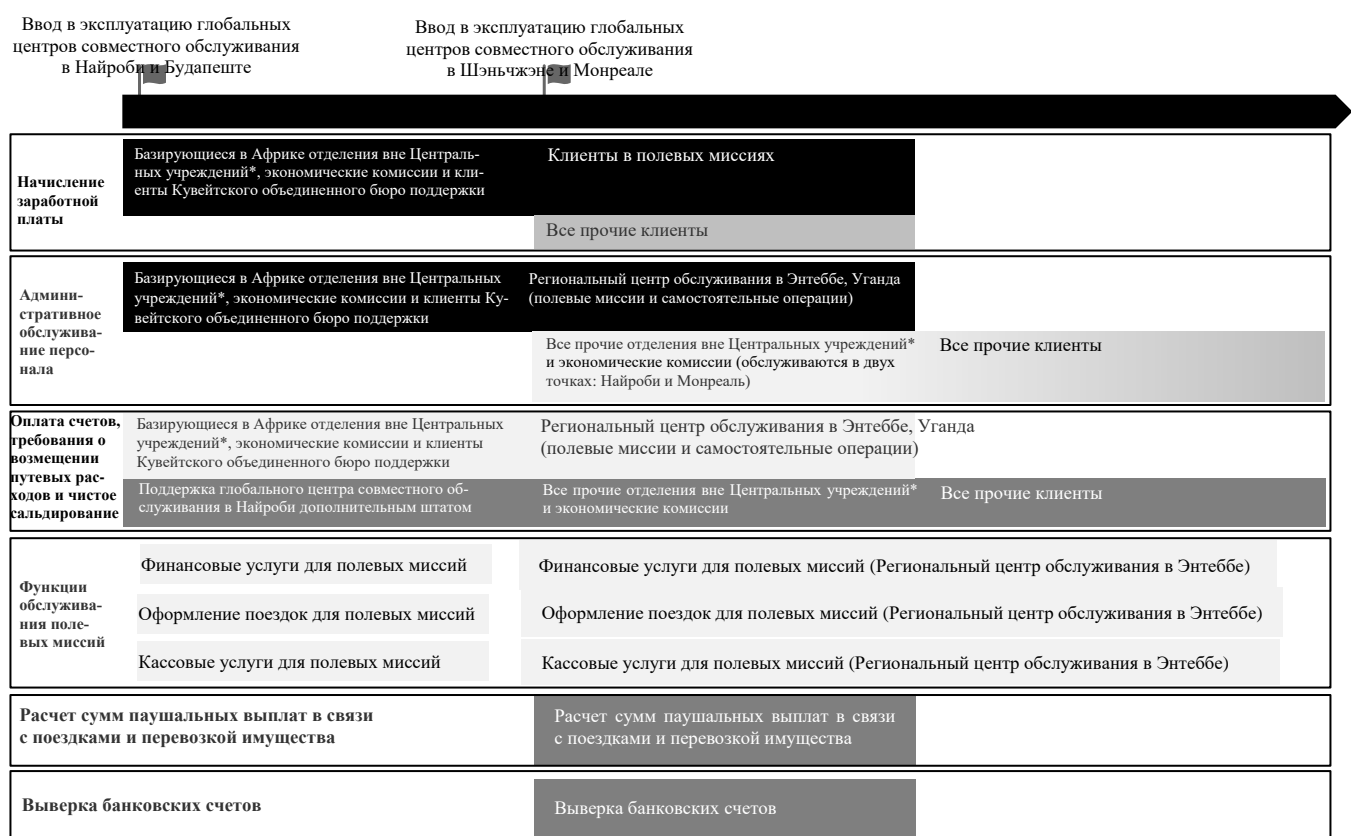 Ввод в эксплуатацию глобальных
центров совместного обслуживания
в Найроби и Будапеште
Ввод в эксплуатацию глобальных
центров совместного обслуживания
в Шэньчжэне и Монреале
Начисление
заработной
платы
Базирующиеся в Африке отделения вне Централь-
ных учреждений*, экономические комиссии и кли-
енты Кувейтского объединенного бюро поддержки
Клиенты в полевых миссиях
Все прочие клиенты
Админи-
стративное
обслужива-
ние персо-
нала
Базирующиеся в Африке отделения вне Центральных
учреждений*, экономические комиссии и клиенты Ку-
вейтского объединенного бюро поддержки
Региональный центр обслуживания в Энтеббе, Уганда
(полевые миссии и самостоятельные операции)
Все прочие отделения вне Центральных учреждений*
и экономические комиссии (обслуживаются в двух
точках: Найроби и Монреаль)
Все прочие клиенты
Оплата счетов,
требования о
возмещении
путевых рас-
ходов и чистое
сальдирование
Базирующиеся в Африке отделения вне Центральных
учреждений*, экономические комиссии и клиенты
Кувейтского объединенного бюро поддержки
Региональный центр обслуживания в Энтеббе, Уганда
(полевые миссии и самостоятельные операции)
Поддержка глобального центра совместного об-
служивания в Найроби дополнительным штатом
Все прочие отделения вне Центральных учреждений*
и экономические комиссии
Все прочие клиенты
Функции
обслужива-
ния поле-
вых миссий
Финансовые услуги для полевых миссий
Финансовые услуги для полевых миссий (Региональный центр обслуживания в Энтеббе)
Оформление поездок для полевых миссий
Оформление поездок для полевых миссий (Региональный центр обслуживания в Энтеббе)
Кассовые услуги для полевых миссий
Кассовые услуги для полевых миссий (Региональный центр обслуживания в Энтеббе)
Расчет сумм паушальных выплат в связи
с поездками и перевозкой имущества
Расчет сумм паушальных выплат в связи
с поездками и перевозкой имущества
Выверка банковских счетов
Выверка банковских счетов